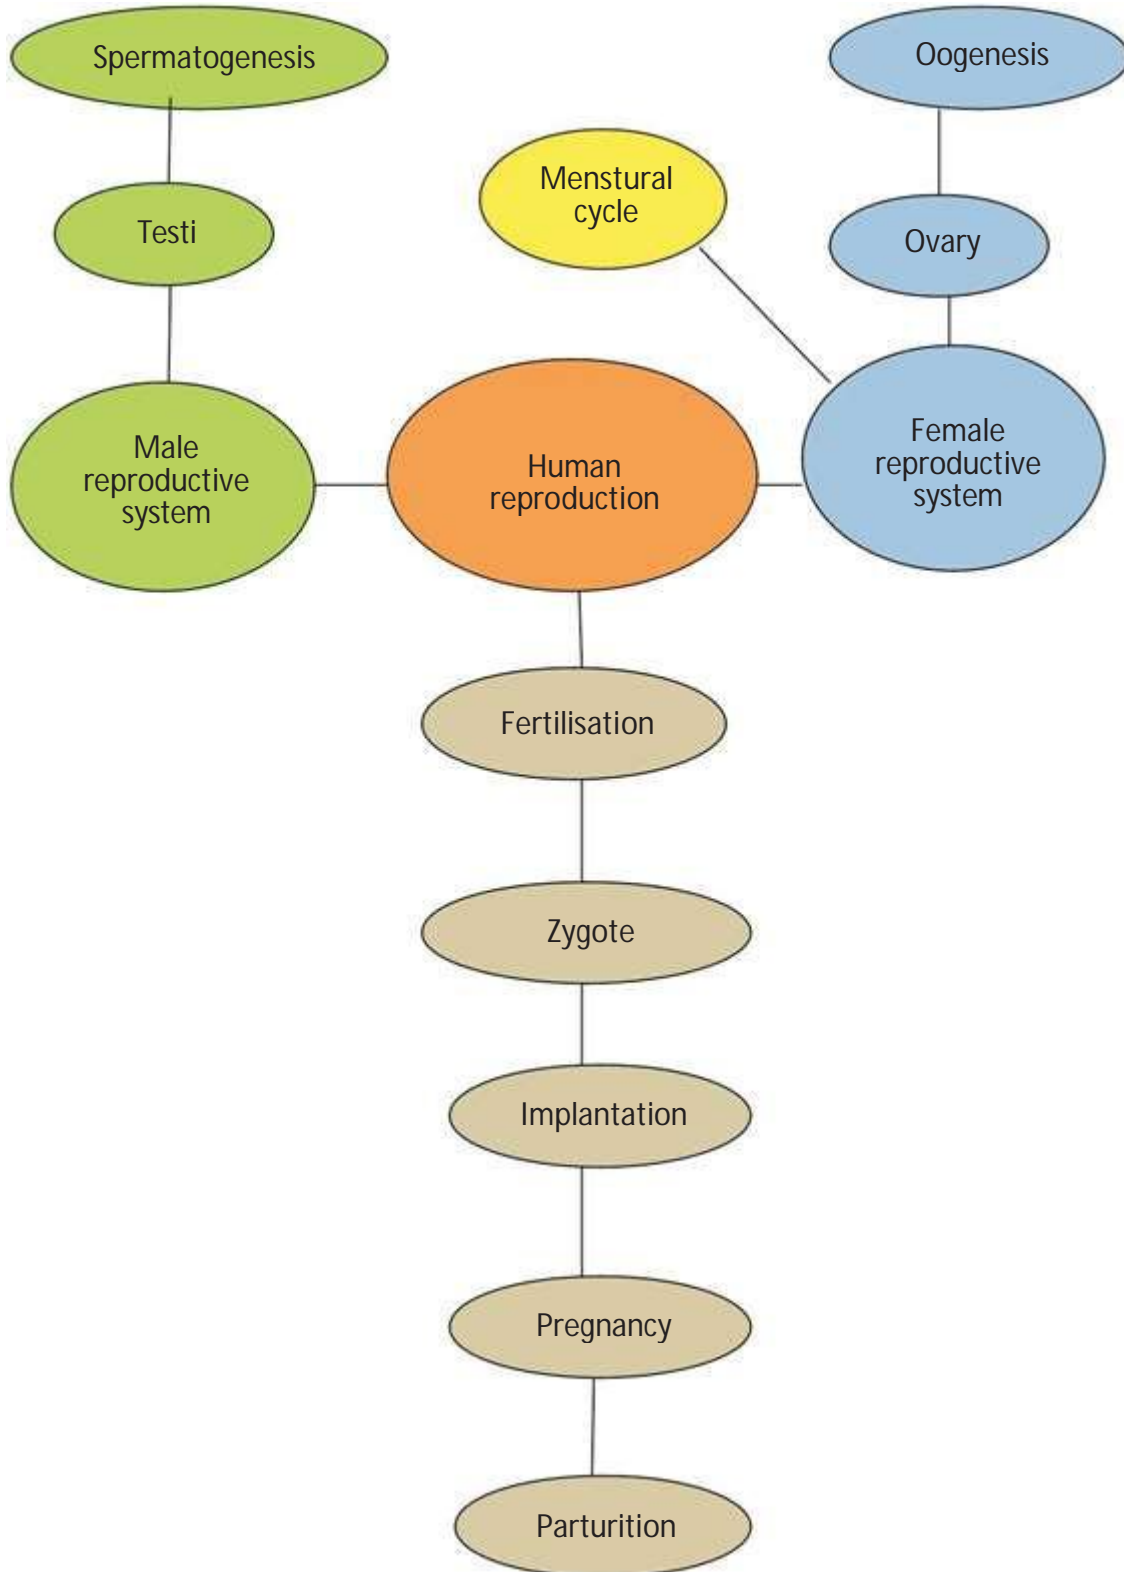 Spermatogenesis
Oogenesis
Menstural
cycle
Testi
Ovary
Male
reproductive
system
Human
reproduction
Female
reproductive
system
Fertilisation
Zygote
Implantation
Pregnancy
Parturition